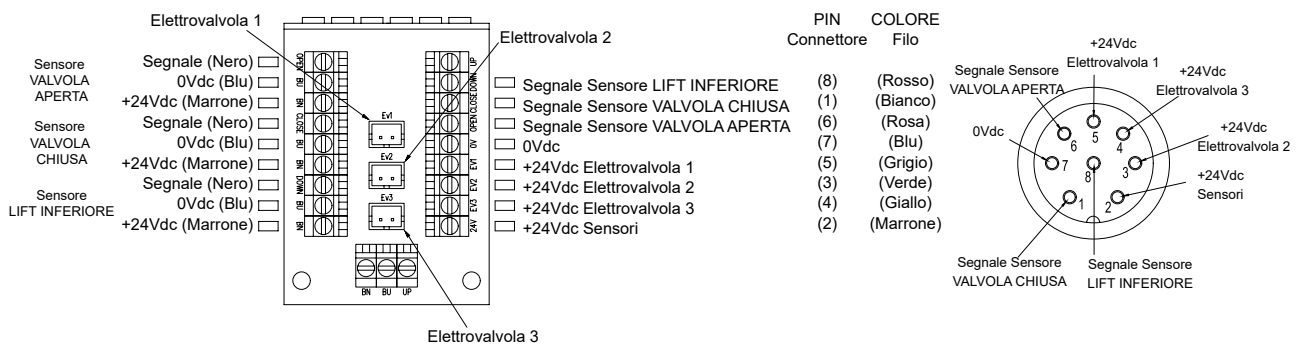 Elettrovalvola 1
Elettrovalvola 2
Sensore
VALVOLA
APERTA
Segnale (Nero)
0Vdc (Blu)
+24Vdc (Marrone)
Sensore
VALVOLA
CHIUSA
Segnale (Nero)
0Vdc (Blu)
+24Vdc (Marrone)
Sensore
LIFT INFERIORE
Segnale (Nero)
0Vdc (Blu)
+24Vdc (Marrone)
OPEN
BU
BN
CLOSE
BU
BN
DOWN
BU
BN
Ev1
Ev2
Ev3
UP
DOWN
CLOSE
OPEN
0V
EV1
EV2
EV3
24V
BN BU UP
Elettrovalvola 3
PIN COLORE
Connettore Filo
Segnale Sensore LIFT INFERIORE (8) (Rosso)
Segnale Sensore VALVOLA CHIUSA (1) (Bianco)
Segnale Sensore VALVOLA APERTA (6) (Rosa)
0Vdc (7) (Blu)
+24Vdc Elettrovalvola 1 (5) (Grigio)
+24Vdc Elettrovalvola 2 (3) (Verde)
+24Vdc Elettrovalvola 3 (4) (Giallo)
+24Vdc Sensori (2) (Marrone)
+24Vdc
Elettrovalvola 1
Segnale Sensore
VALVOLA APERTA
+24Vdc
Elettrovalvola 3
0Vdc
+24Vdc
Elettrovalvola 2
+24Vdc
Sensori
6 5 4
7 8 3
1 2
Segnale Sensore
VALVOLA CHIUSA
Segnale Sensore
LIFT INFERIORE